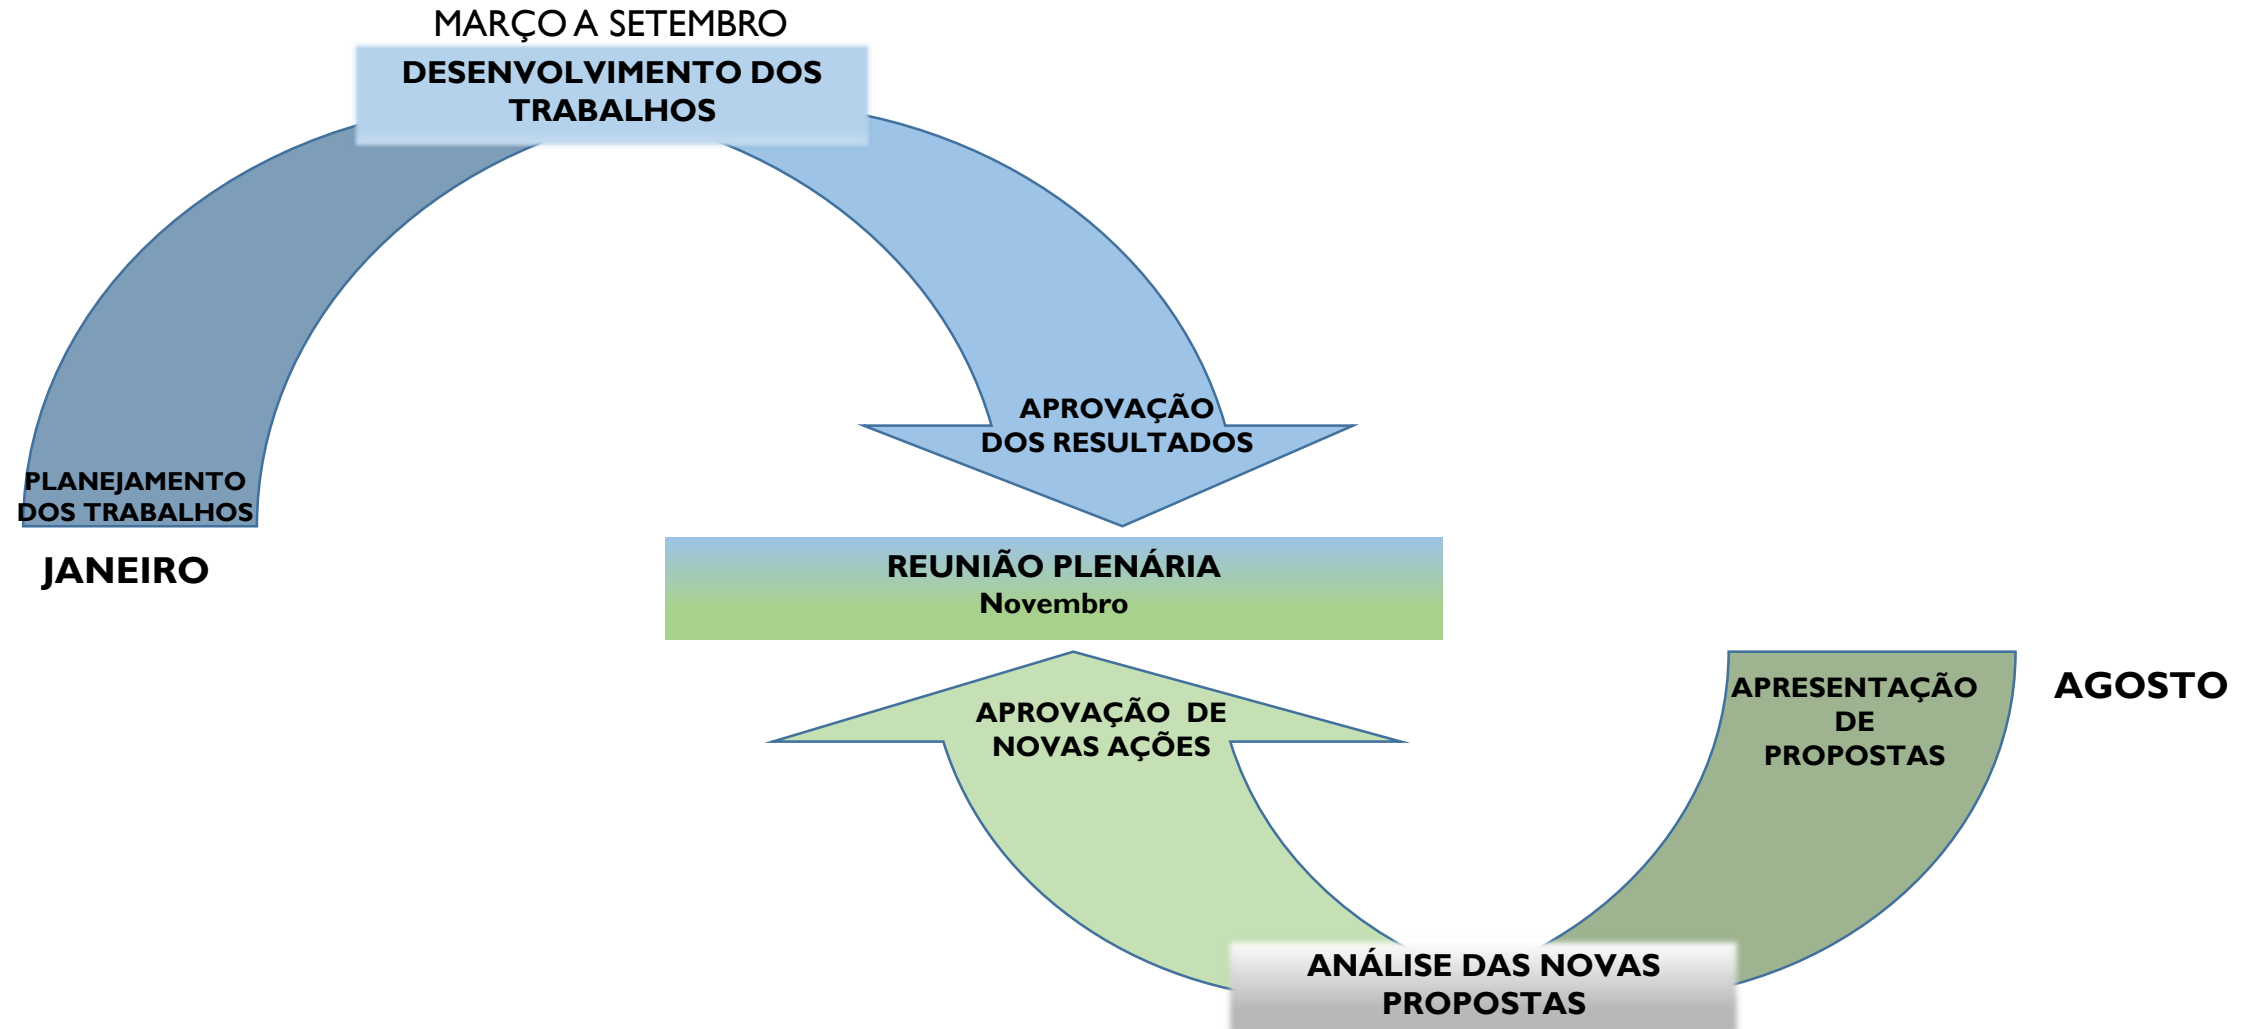 MARÇO A SETEMBRO
DESENVOLVIMENTO DOS
TRABALHOS
APROVAÇÃO
DOS RESULTADOS
PLANEJAMENTO
DOS TRABALHOS
JANEIRO
REUNIÃO PLENÁRIA
Novembro
APRESENTAÇÃO
DE
PROPOSTAS
AGOSTO
APROVAÇÃO DE
NOVAS AÇÕES
ANÁLISE DAS NOVAS
PROPOSTAS